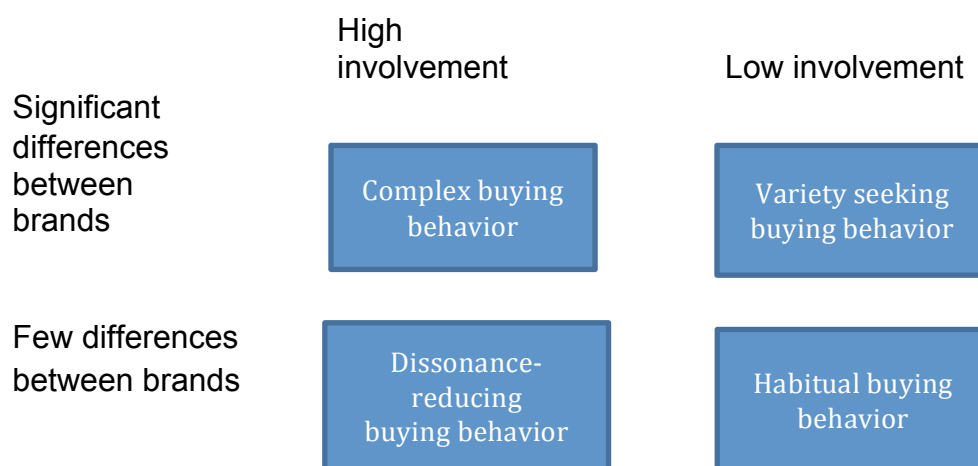 High
involvement
Low involvement
Significant
differences
between
brands
Complex buying
behavior
Variety seeking
buying behavior
Few differences
between brands
Dissonance-
reducing
buying behavior
Habitual buying
behavior